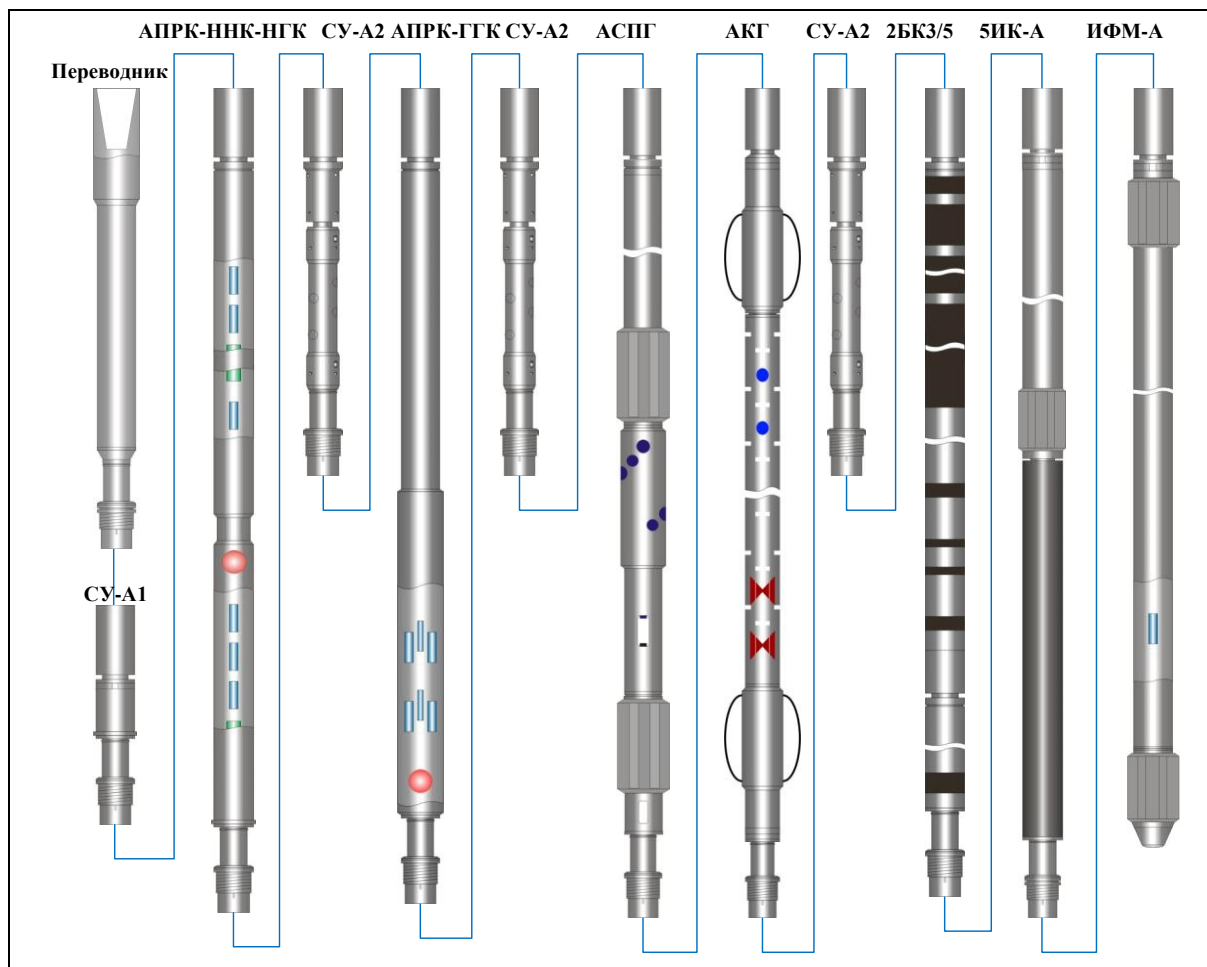 АПРК-ННК-НГК СУ-А2 АПРК-ГГК СУ-А2 АСПГ АКГ СУ-А2 2БК3/5 5ИК-А ИФМ-А
Переводник
СУ-А1